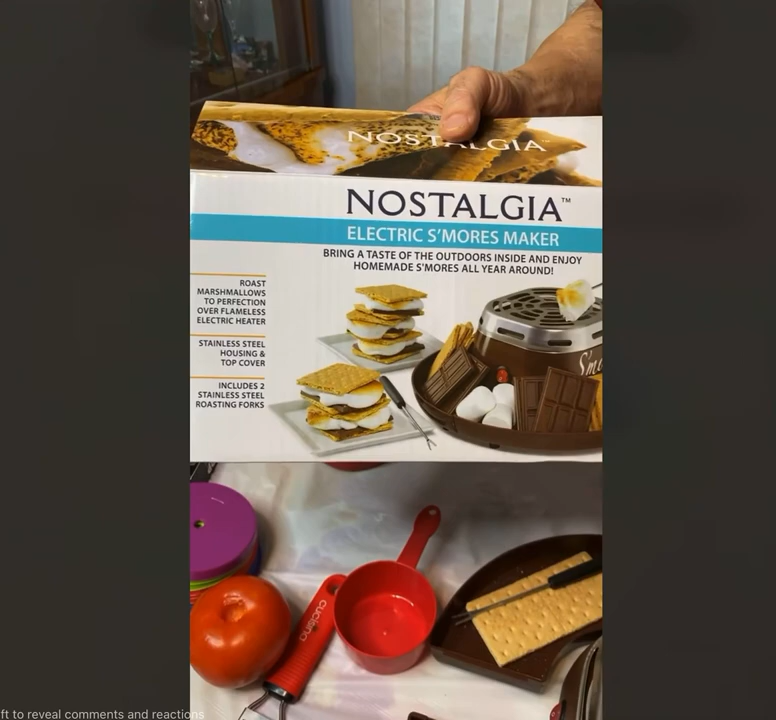 NOSTALGIA
NOSTALGIA™
ELECTRIC S'MORES MAKER
BRING A TASTE OF THE OUTDOORS INSIDE AND ENJOY
HOMEMADE S'MORES ALL YEAR AROUND!
ROAST
MARSHMALLOWS
TO PERFECTION
OVER FLAMELESS
ELECTRIC HEATER
STAINLESS STEEL
HOUSING &
TOP COVER
INCLUDES 2
STAINLESS STEEL
ROASTING FORKS
cucisina
ft to reveal comments and reactions